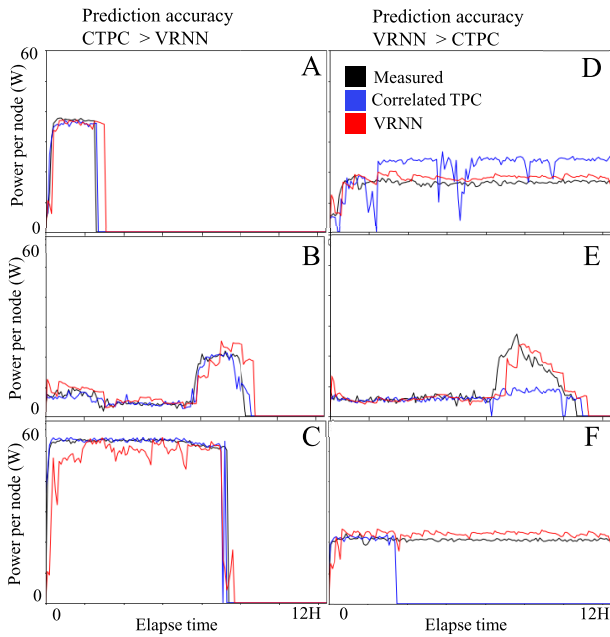 Prediction accuracy
CTPC > VRNN
Prediction accuracy
VRNN > CTPC
60
Power per node (W)
0
A
D
Measured
Correlated TPC
VRNN
60
Power per node (W)
0
B
E
60
Power per node (W)
0
C
F
0
12H
Elapse time
0
12H
Elapse time